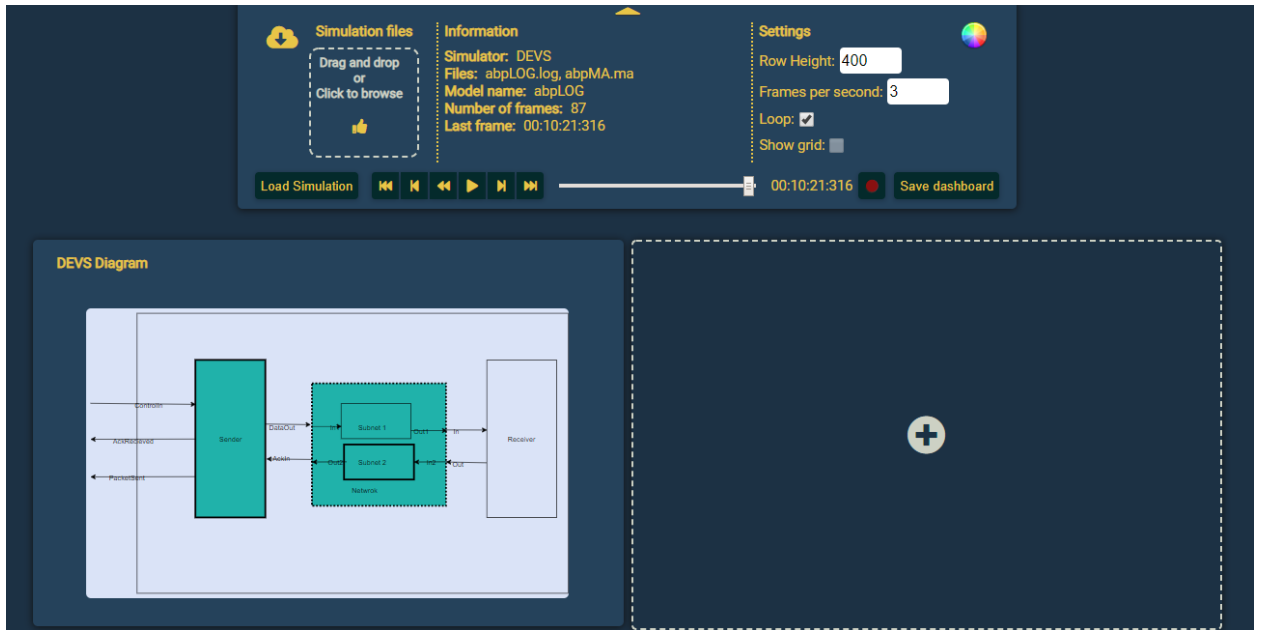 Simulation files
Drag and drop
or
Click to browse
Information
Simulator: DEVS
Files: abpLOG.log, abpMA.ma
Model name: abpLOG
Number of frames: 87
Last frame: 00:10:21:316
Settings
Row Height: 400
Frames per second: 3
Loop:
Show grid:
Load Simulation
00:10:21:316
Save dashboard
DEVS Diagram
ControlIn
AckRecieved
PacketSent
Sender
DataOut
AckIn
In1
Subnet 1
Out1
In
Out2
Subnet 2
In2
Out
Netwrok
Receiver